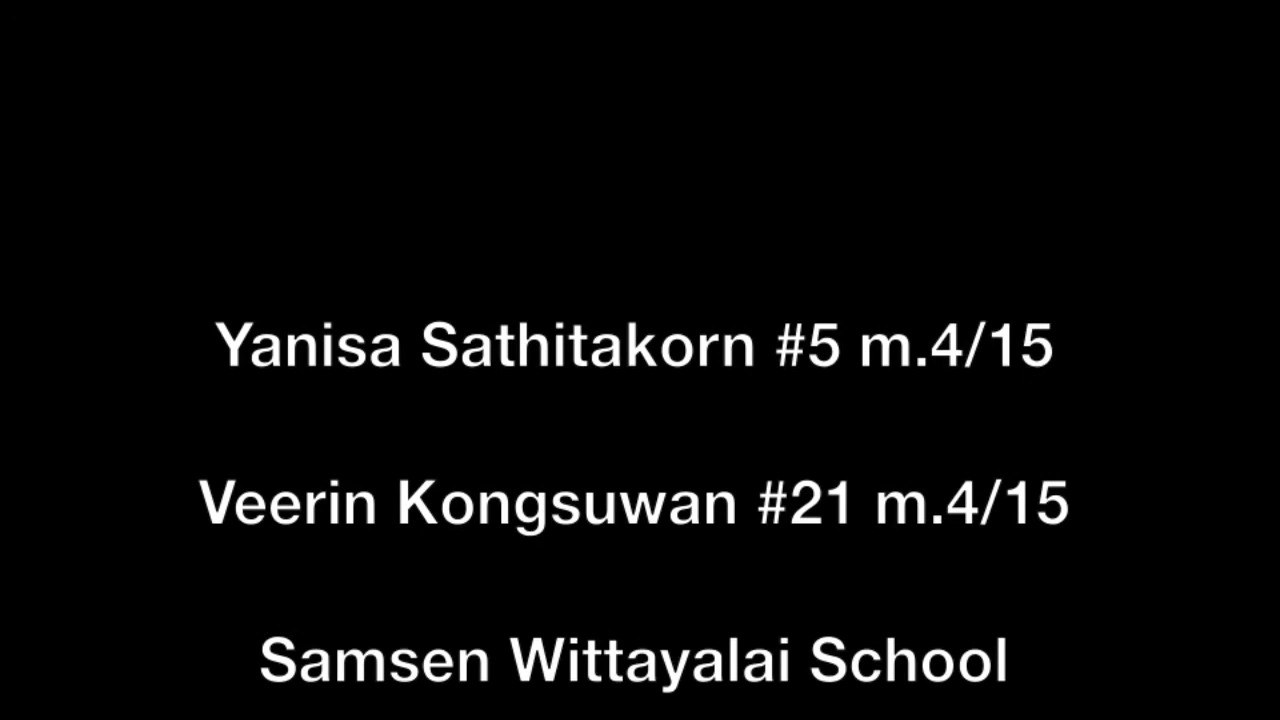 Yanisa Sathitakorn #5 m.4/15
Veerin Kongsuwan #21 m.4/15
Samsen Wittayalai School